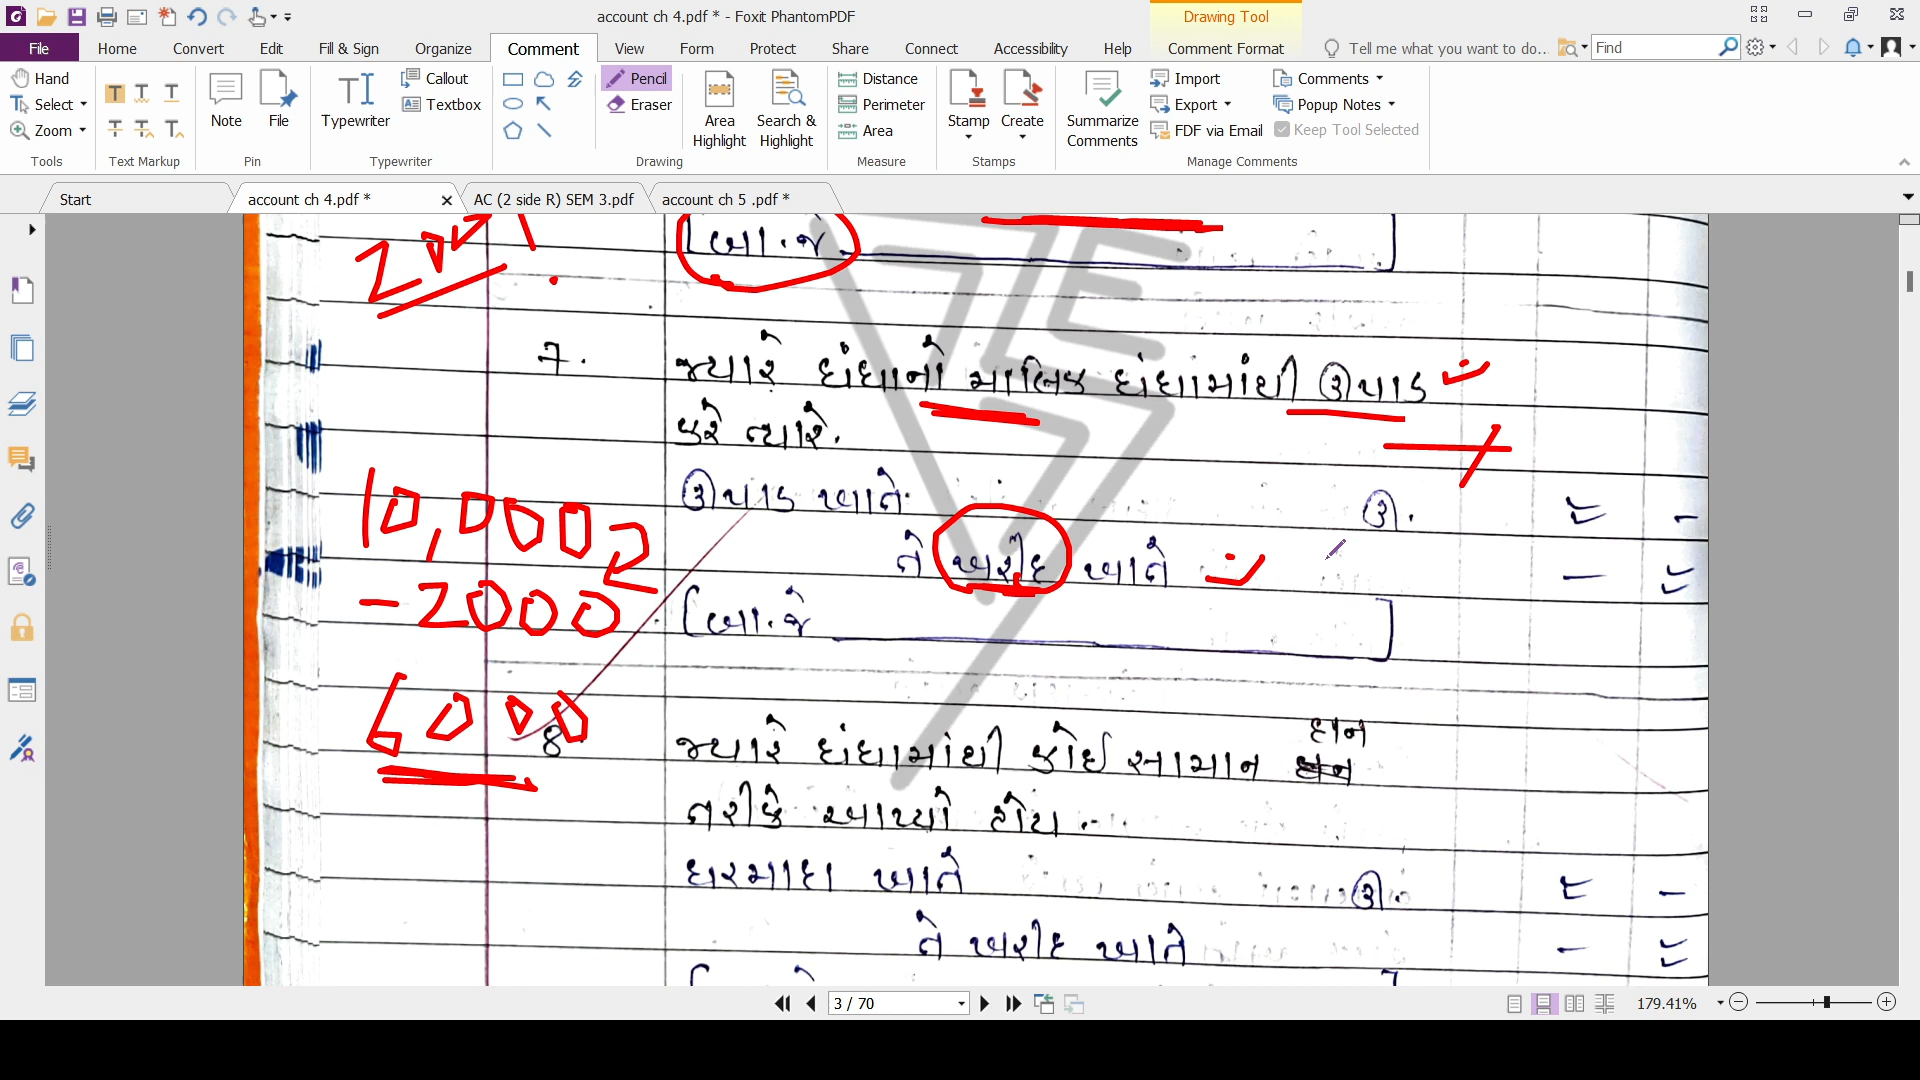 account ch 4.pdf * - Foxit PhantomPDF
Drawing Tool
File Home Convert Edit Fill & Sign Organize Comment View Form Protect Share Connect Accessibility Help Comment Format Tell me what you want to do... Find
Hand
Select
Zoom
Tools
Text Markup
Note
File
Pin
Typewriter
Callout
Textbox
Typewriter
Pencil
Eraser
Area Highlight
Search & Highlight
Drawing
Distance
Perimeter
Area
Measure
Stamp
Create
Stamps
Summarize Comments
Import
Export
FDF via Email
Comments
Popup Notes
Keep Tool Selected
Manage Comments
Start
account ch 4.pdf *
AC (2 side R) SEM 3.pdf
account ch 5 .pdf *
[બા.જે
7. જ્યારે ધંધાનો માલિક ધંધામાંથી ઉપાડ
કરે ત્યારે.
ઉપાડ ખાતે ઉ.
તે ખરીદ ખાતે
[બા.જે ]
10,000
-2000
6000
8. જ્યારે ધંધામાંથી કોઈ સામાન દાન
તરીકે આપ્યો હોય.
ધરમાદા ખાતે ઉ.
તે ખરીદ ખાતે
3 / 70
179.41%